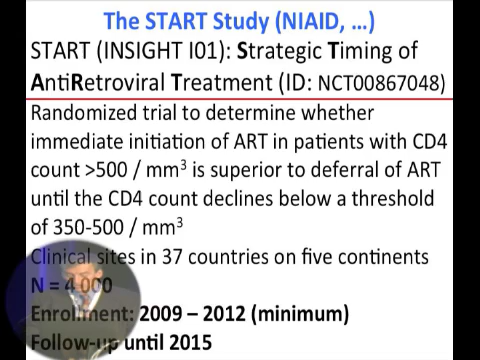 The START Study (NIAID, ...)
START (INSIGHT I01): Strategic Timing of
AntiRetroviral Treatment (ID: NCT00867048)
Randomized trial to determine whether
immediate initiation of ART in patients with CD4
count >500 / mm³ is superior to deferral of ART
until the CD4 count declines below a threshold
of 350-500 / mm³
Clinical sites in 37 countries on five continents
N = 4 000
Enrollment: 2009 – 2012 (minimum)
Follow-up until 2015